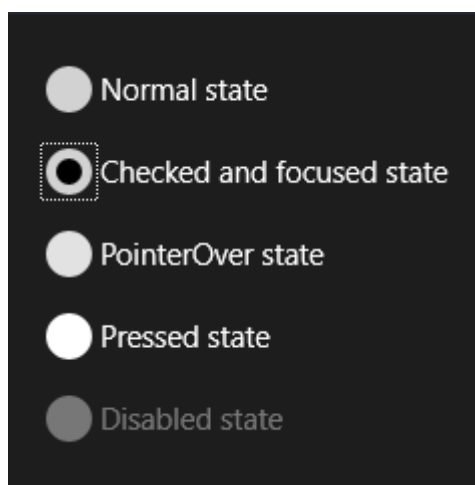 Normal state
Checked and focused state
PointerOver state
Pressed state
Disabled state